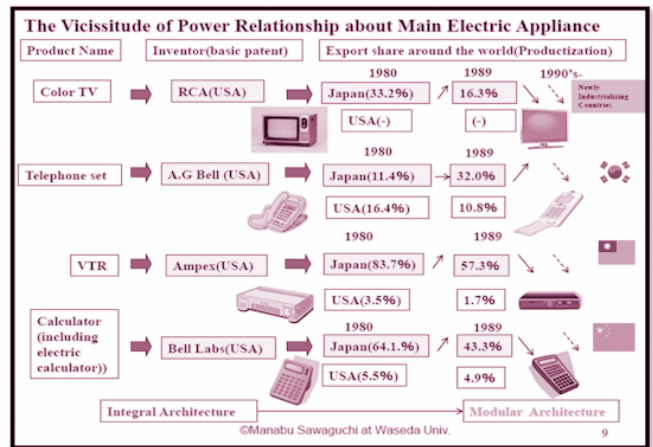 The Vicissitude of Power Relationship about Main Electric Appliance
Product Name Inventor(basic patent) Export share around the world(Productization)
1980 1989 1990's-
Color TV RCA(USA) Japan(33.2%) 16.3%
Newly
Industrializing
Countries
USA(-) (-)
1980 1989
Telephone set A.G Bell (USA) Japan(11.4%) 32.0%
USA(16.4%) 10.8%
1980 1989
VTR Ampex(USA) Japan(83.7%) 57.3%
USA(3.5%) 1.7%
1980 1989
Calculator
(including
electric
calculator))
Bell Labs(USA) Japan(64.1.%) 43.3%
USA(5.5%) 4.9%
Integral Architecture Modular Architecture
©Manabu Sawaguchi at Waseda Univ. 9